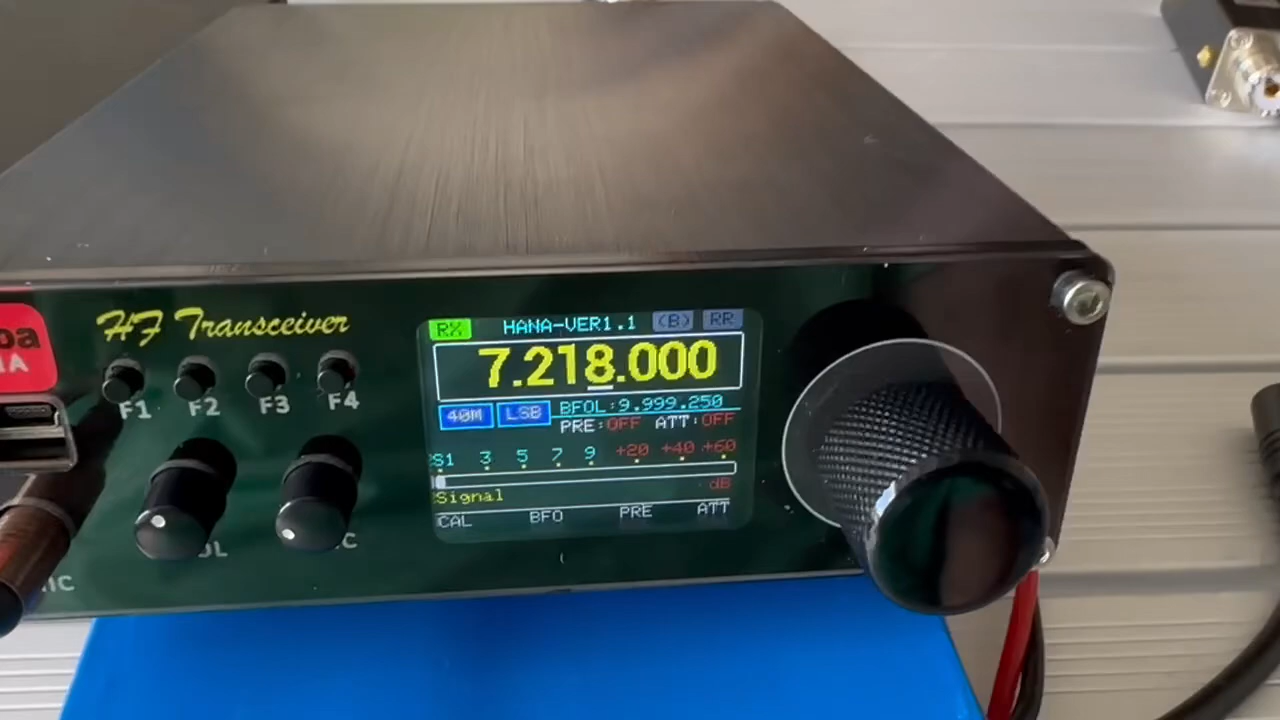 HF Transceiver
F1 F2 F3 F4
RX HANA-VER1.1 (B) RR
7.218.000
40M LSB BFOL:9.999.250
PRE:OFF ATT:OFF
S1 3 5 7 9 +20 +40 +60
dB
Signal
CAL BFO PRE ATT